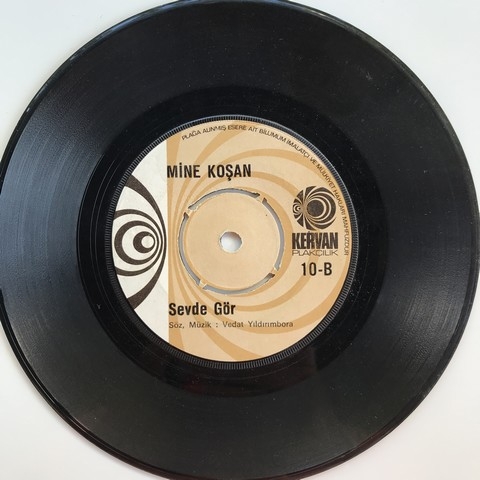 PLAĞA ALINMIŞ ESERE AİT BİLUMUM İMALATÇI VE MÜLKİYET HAKLARI MAHFUZDUR
MİNE KOŞAN
KERVAN
PLAKÇILIK
10-B
Sevde Gör
Söz, Müzik : Vedat Yıldırımbora